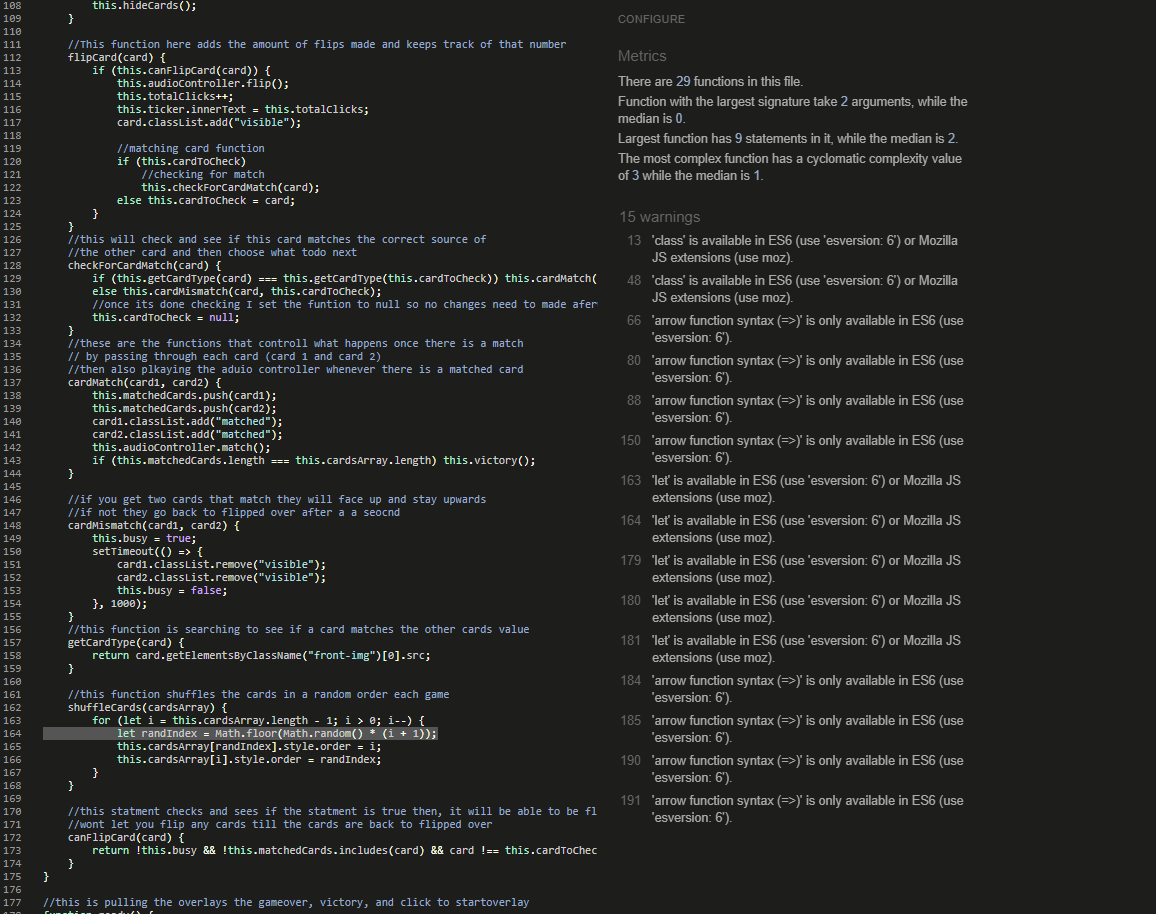 108 this.hideCards();
109 }
110
111 //This function here adds the amount of flips made and keeps track of that number
112 flipCard(card) {
113 if (this.canFlipCard(card)) {
114 this.audioController.flip();
115 this.totalClicks++;
116 this.ticker.innerText = this.totalClicks;
117 card.classList.add("visible");
118
119 //matching card function
120 if (this.cardToCheck)
121 //checking for match
122 this.checkForCardMatch(card);
123 else this.cardToCheck = card;
124 }
125 }
126 //this will check and see if this card matches the correct source of
127 //the other card and then choose what todo next
128 checkForCardMatch(card) {
129 if (this.getCardType(card) === this.getCardType(this.cardToCheck)) this.cardMatch(
130 else this.cardMismatch(card, this.cardToCheck);
131 //once its done checking I set the funtion to null so no changes need to made afer
132 this.cardToCheck = null;
133 }
134 //these are the functions that controll what happens once there is a match
135 // by passing through each card (card 1 and card 2)
136 //then also plkaying the aduio controller whenever there is a matched card
137 cardMatch(card1, card2) {
138 this.matchedCards.push(card1);
139 this.matchedCards.push(card2);
140 card1.classList.add("matched");
141 card2.classList.add("matched");
142 this.audioController.match();
143 if (this.matchedCards.length === this.cardsArray.length) this.victory();
144 }
145
146 //if you get two cards that match they will face up and stay upwards
147 //if not they go back to flipped over after a a seocnd
148 cardMismatch(card1, card2) {
149 this.busy = true;
150 setTimeout(() => {
151 card1.classList.remove("visible");
152 card2.classList.remove("visible");
153 this.busy = false;
154 }, 1000);
155 }
156 //this function is searching to see if a card matches the other cards value
157 getCardType(card) {
158 return card.getElementsByClassName("front-img")[0].src;
159 }
160
161 //this function shuffles the cards in a random order each game
162 shuffleCards(cardsArray) {
163 for (let i = this.cardsArray.length - 1; i > 0; i--) {
164 let randIndex = Math.floor(Math.random() * (i + 1));
165 this.cardsArray[randIndex].style.order = i;
166 this.cardsArray[i].style.order = randIndex;
167 }
168 }
169
170 //this statment checks and sees if the statment is true then, it will be able to be fl
171 //wont let you flip any cards till the cards are back to flipped over
172 canFlipCard(card) {
173 return !this.busy && !this.matchedCards.includes(card) && card !== this.cardToChec
174 }
175 }
176
177 //this is pulling the overlays the gameover, victory, and click to startoverlay
CONFIGURE
Metrics
There are 29 functions in this file.
Function with the largest signature take 2 arguments, while the
median is 0.
Largest function has 9 statements in it, while the median is 2.
The most complex function has a cyclomatic complexity value
of 3 while the median is 1.
15 warnings
13 'class' is available in ES6 (use 'esversion: 6') or Mozilla
JS extensions (use moz).
48 'class' is available in ES6 (use 'esversion: 6') or Mozilla
JS extensions (use moz).
66 'arrow function syntax (=>)' is only available in ES6 (use
'esversion: 6').
80 'arrow function syntax (=>)' is only available in ES6 (use
'esversion: 6').
88 'arrow function syntax (=>)' is only available in ES6 (use
'esversion: 6').
150 'arrow function syntax (=>)' is only available in ES6 (use
'esversion: 6').
163 'let' is available in ES6 (use 'esversion: 6') or Mozilla JS
extensions (use moz).
164 'let' is available in ES6 (use 'esversion: 6') or Mozilla JS
extensions (use moz).
179 'let' is available in ES6 (use 'esversion: 6') or Mozilla JS
extensions (use moz).
180 'let' is available in ES6 (use 'esversion: 6') or Mozilla JS
extensions (use moz).
181 'let' is available in ES6 (use 'esversion: 6') or Mozilla JS
extensions (use moz).
184 'arrow function syntax (=>)' is only available in ES6 (use
'esversion: 6').
185 'arrow function syntax (=>)' is only available in ES6 (use
'esversion: 6').
190 'arrow function syntax (=>)' is only available in ES6 (use
'esversion: 6').
191 'arrow function syntax (=>)' is only available in ES6 (use
'esversion: 6').